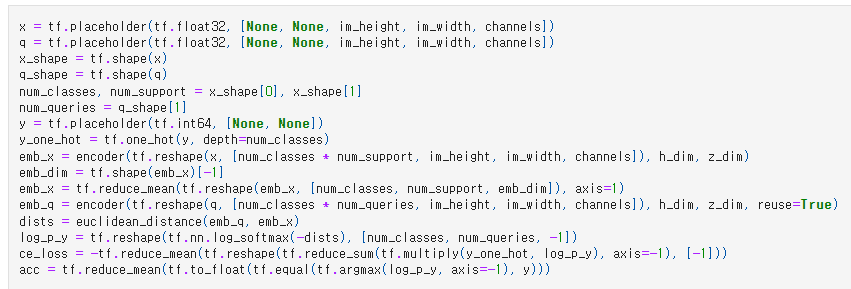 x = tf.placeholder(tf.float32, [None, None, im_height, im_width, channels])
q = tf.placeholder(tf.float32, [None, None, im_height, im_width, channels])
x_shape = tf.shape(x)
q_shape = tf.shape(q)
num_classes, num_support = x_shape[0], x_shape[1]
num_queries = q_shape[1]
y = tf.placeholder(tf.int64, [None, None])
y_one_hot = tf.one_hot(y, depth=num_classes)
emb_x = encoder(tf.reshape(x, [num_classes * num_support, im_height, im_width, channels]), h_dim, z_dim)
emb_dim = tf.shape(emb_x)[-1]
emb_x = tf.reduce_mean(tf.reshape(emb_x, [num_classes, num_support, emb_dim]), axis=1)
emb_q = encoder(tf.reshape(q, [num_classes * num_queries, im_height, im_width, channels]), h_dim, z_dim, reuse=True)
dists = euclidean_distance(emb_q, emb_x)
log_p_y = tf.reshape(tf.nn.log_softmax(-dists), [num_classes, num_queries, -1])
ce_loss = -tf.reduce_mean(tf.reshape(tf.reduce_sum(tf.multiply(y_one_hot, log_p_y), axis=-1), [-1]))
acc = tf.reduce_mean(tf.to_float(tf.equal(tf.argmax(log_p_y, axis=-1), y)))